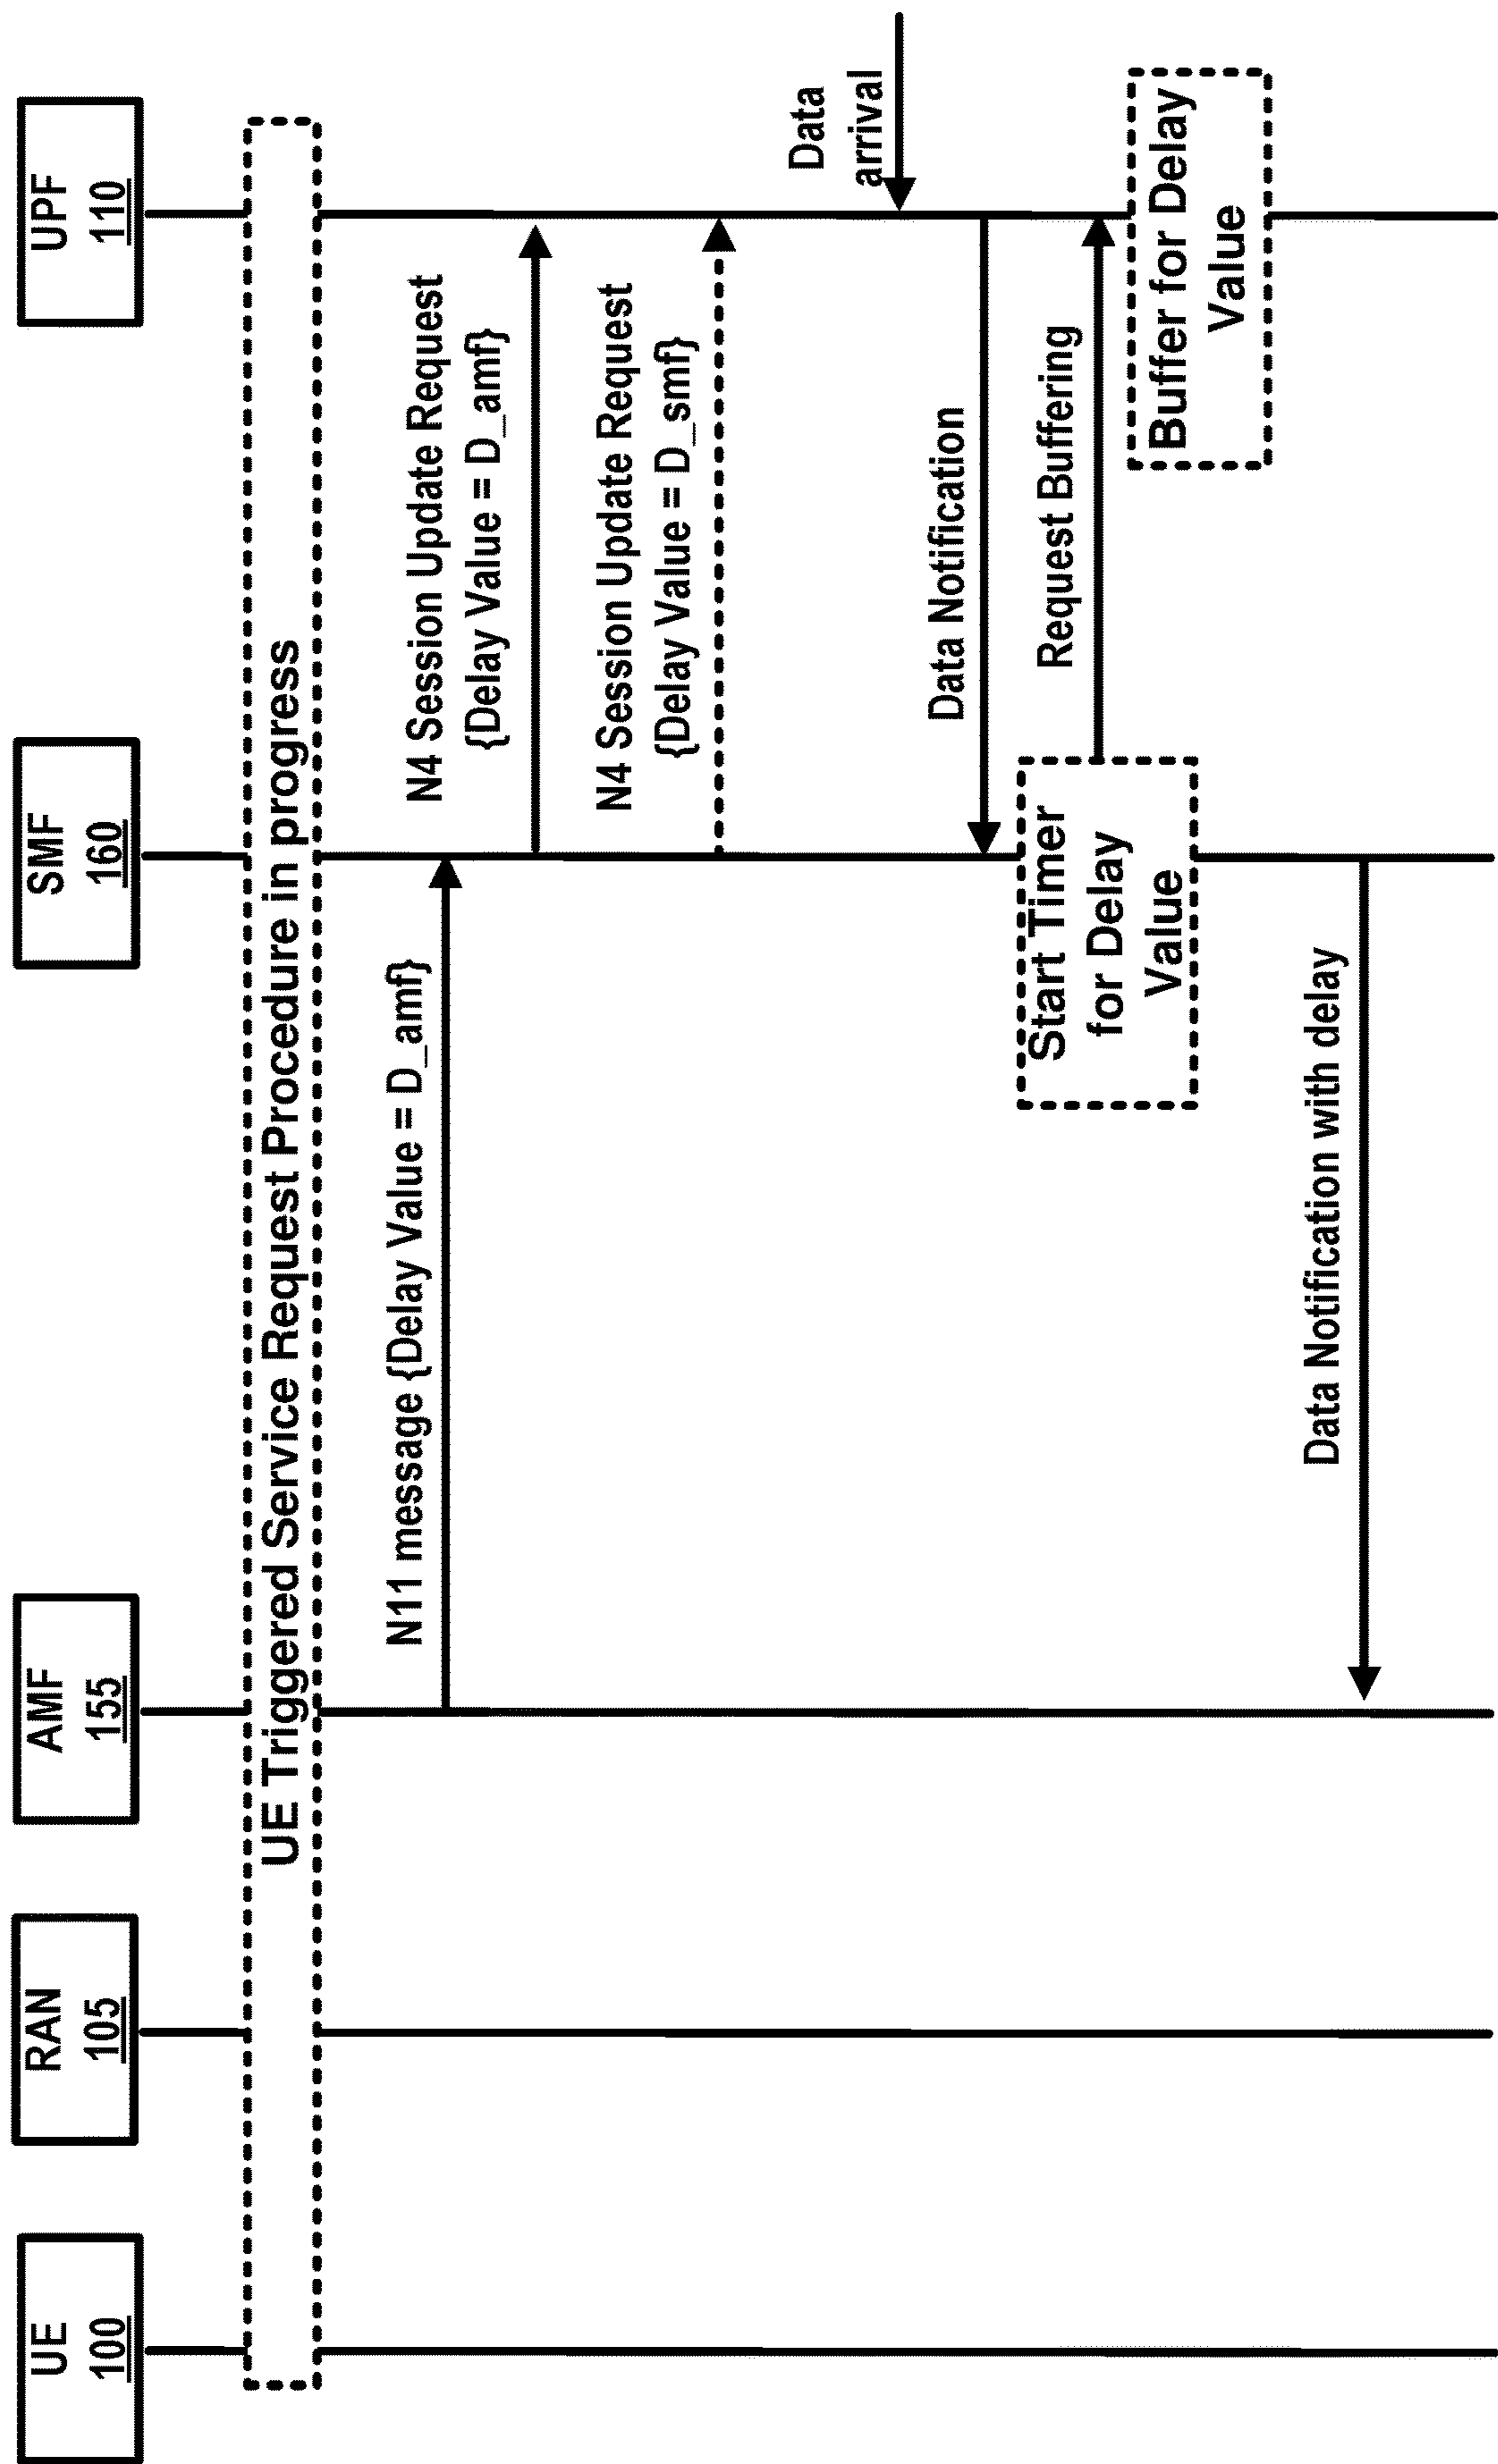 UE
100
RAN
105
AMF
155
SMF
160
UPF
110
UE Triggered Service Request Procedure in progress
N11 message {Delay Value = D_amf}
N4 Session Update Request
{Delay Value = D_amf}
N4 Session Update Request
{Delay Value = D_smf}
Data
arrival
Data Notification
Start Timer
for Delay
Value
Request Buffering
Buffer for Delay
Value
Data Notification with delay